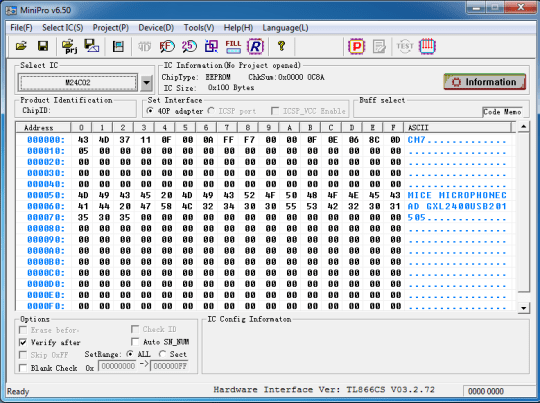 MiniPro v6.50
File(F) Select IC(S) Project(P) Device(D) Tools(V) Help(H) Language(L)
Prj FILL R ? P TEST
Select IC
M24C02
IC Information(No Project opened)
ChipType: EEPROM ChkSum:0x0000 0C8A
IC Size: 0x100 Bytes
Information
Product Identification
ChipID:
Set Interface
40P adapter ICSP port ICSP_VCC Enable
Buff select
Code Memo
Address 0 1 2 3 4 5 6 7 8 9 A B C D E F ASCII
000000: 43 4D 37 11 0F 00 0A FF F7 00 00 0F 0E 06 8C 0D CM7.............
000010: 05 00 00 00 00 00 00 00 00 00 00 00 00 00 00 00 ................
000020: 00 00 00 00 00 00 00 00 00 00 00 00 00 00 00 00 ................
000030: 00 00 00 00 00 00 00 00 00 00 00 00 00 00 00 00 ................
000040: 00 00 00 00 00 00 00 00 00 00 00 00 00 00 00 00 ................
000050: 4D 49 43 45 20 4D 49 43 52 4F 50 48 4F 4E 45 43 MICE MICROPHONEC
000060: 41 44 20 47 58 4C 32 34 30 30 55 53 42 32 30 31 AD GXL2400USB201
000070: 35 30 35 00 00 00 00 00 00 00 00 00 00 00 00 00 505.............
000080: 00 00 00 00 00 00 00 00 00 00 00 00 00 00 00 00 ................
000090: 00 00 00 00 00 00 00 00 00 00 00 00 00 00 00 00 ................
0000A0: 00 00 00 00 00 00 00 00 00 00 00 00 00 00 00 00 ................
0000B0: 00 00 00 00 00 00 00 00 00 00 00 00 00 00 00 00 ................
0000C0: 00 00 00 00 00 00 00 00 00 00 00 00 00 00 00 00 ................
0000D0: 00 00 00 00 00 00 00 00 00 00 00 00 00 00 00 00 ................
0000E0: 00 00 00 00 00 00 00 00 00 00 00 00 00 00 00 00 ................
0000F0: 00 00 00 00 00 00 00 00 00 00 00 00 00 00 00 00 ................
Options
Erase befor- Check ID
Verify after Auto SN_NUM
Skip 0xFF SetRange: ALL Sect
Blank Check 0x 00000000 -> 000000FF
IC Config Informaton
Ready
Hardware Interface Ver: TL866CS V03.2.72
0000 0000